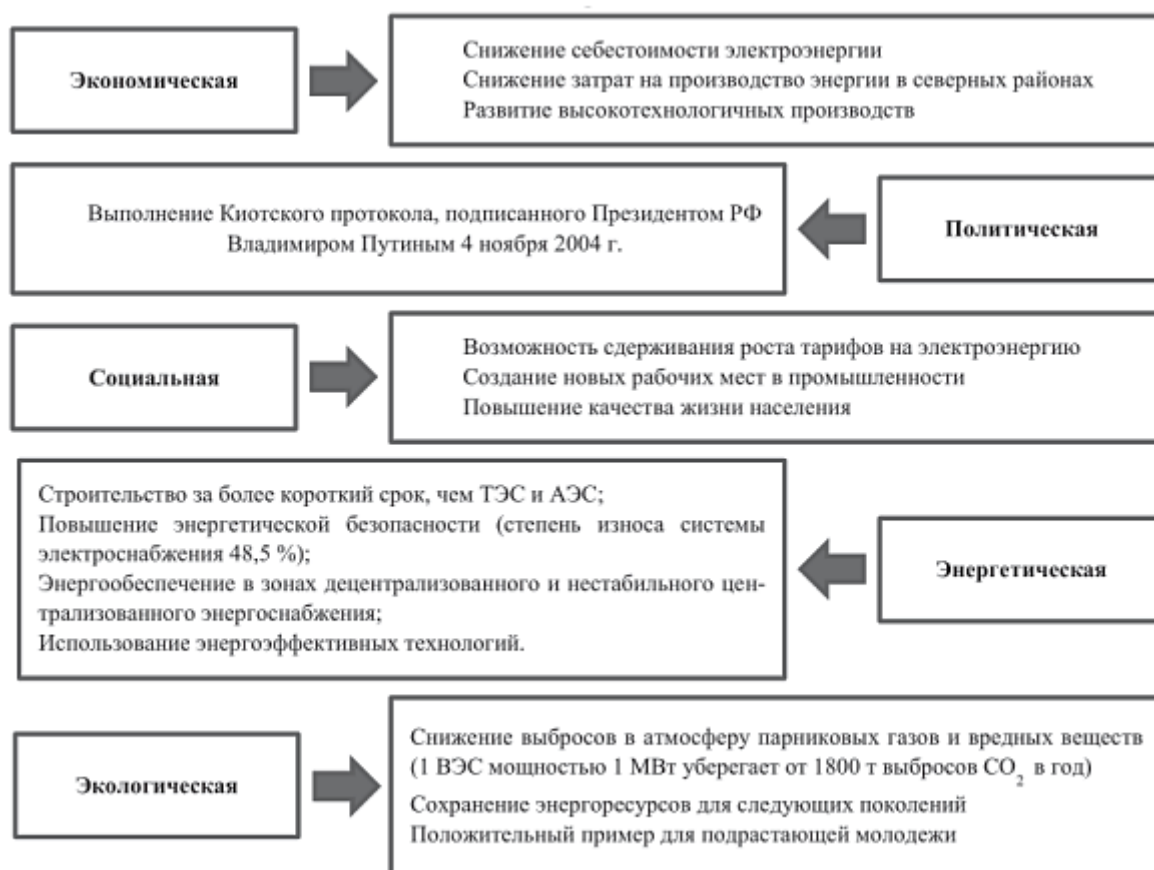 Экономическая
Снижение себестоимости электроэнергии
Снижение затрат на производство энергии в северных районах
Развитие высокотехнологичных производств
Выполнение Киотского протокола, подписанного Президентом РФ
Владимиром Путиным 4 ноября 2004 г.
Политическая
Социальная
Возможность сдерживания роста тарифов на электроэнергию
Создание новых рабочих мест в промышленности
Повышение качества жизни населения
Строительство за более короткий срок, чем ТЭС и АЭС;
Повышение энергетической безопасности (степень износа системы
электроснабжения 48,5 %);
Энергообеспечение в зонах децентрализованного и нестабильного цен-
трализованного энергоснабжения;
Использование энергоэффективных технологий.
Энергетическая
Экологическая
Снижение выбросов в атмосферу парниковых газов и вредных веществ
(1 ВЭС мощностью 1 МВт уберегает от 1800 т выбросов CO₂ в год)
Сохранение энергоресурсов для следующих поколений
Положительный пример для подрастающей молодежи